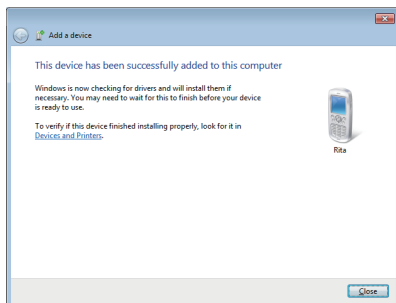 Add a device
This device has been successfully added to this computer
Windows is now checking for drivers and will install them if
necessary. You may need to wait for this to finish before your device
is ready to use.
To verify if this device finished installing properly, look for it in
Devices and Printers.
Rita
Close